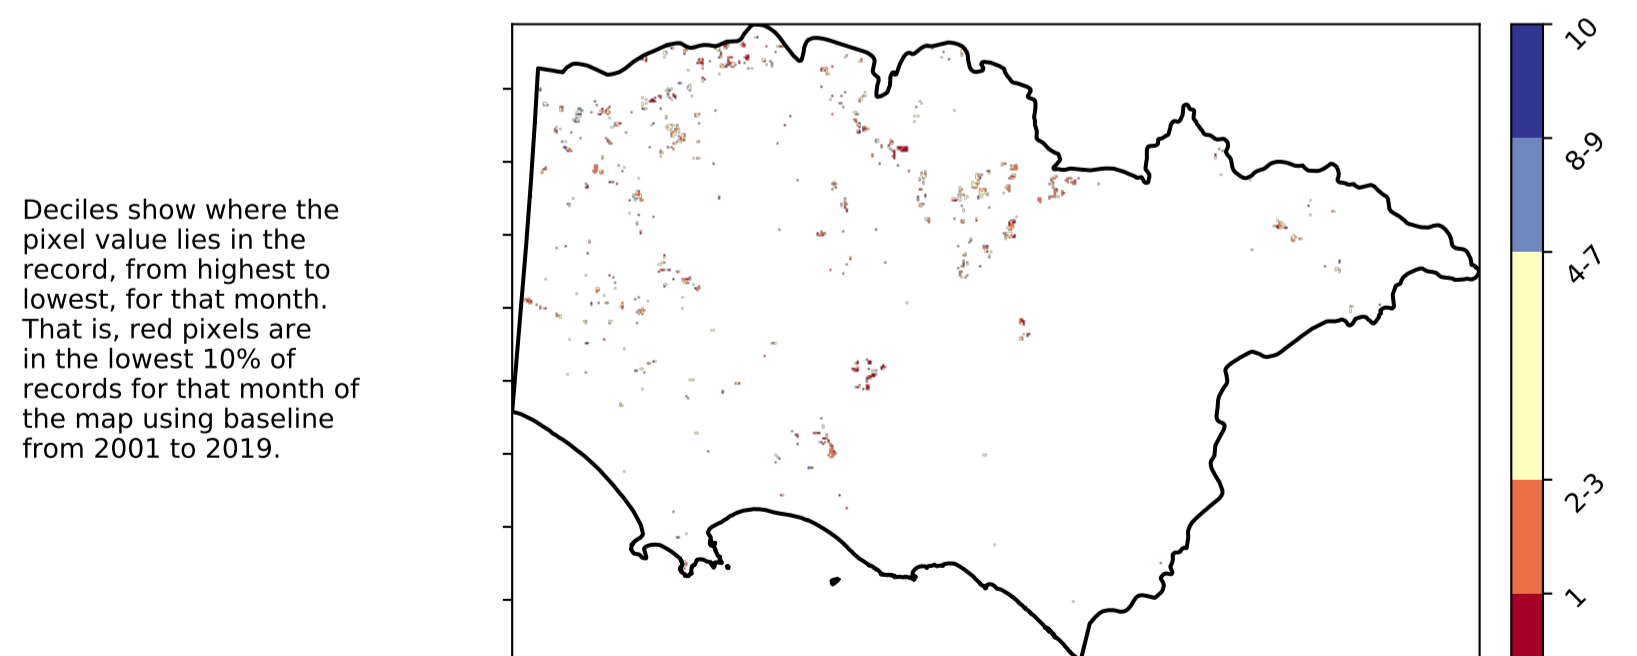 Deciles show where the
pixel value lies in the
record, from highest to
lowest, for that month.
That is, red pixels are
in the lowest 10% of
records for that month of
the map using baseline
from 2001 to 2019.
10
8-9
4-7
2-3
1